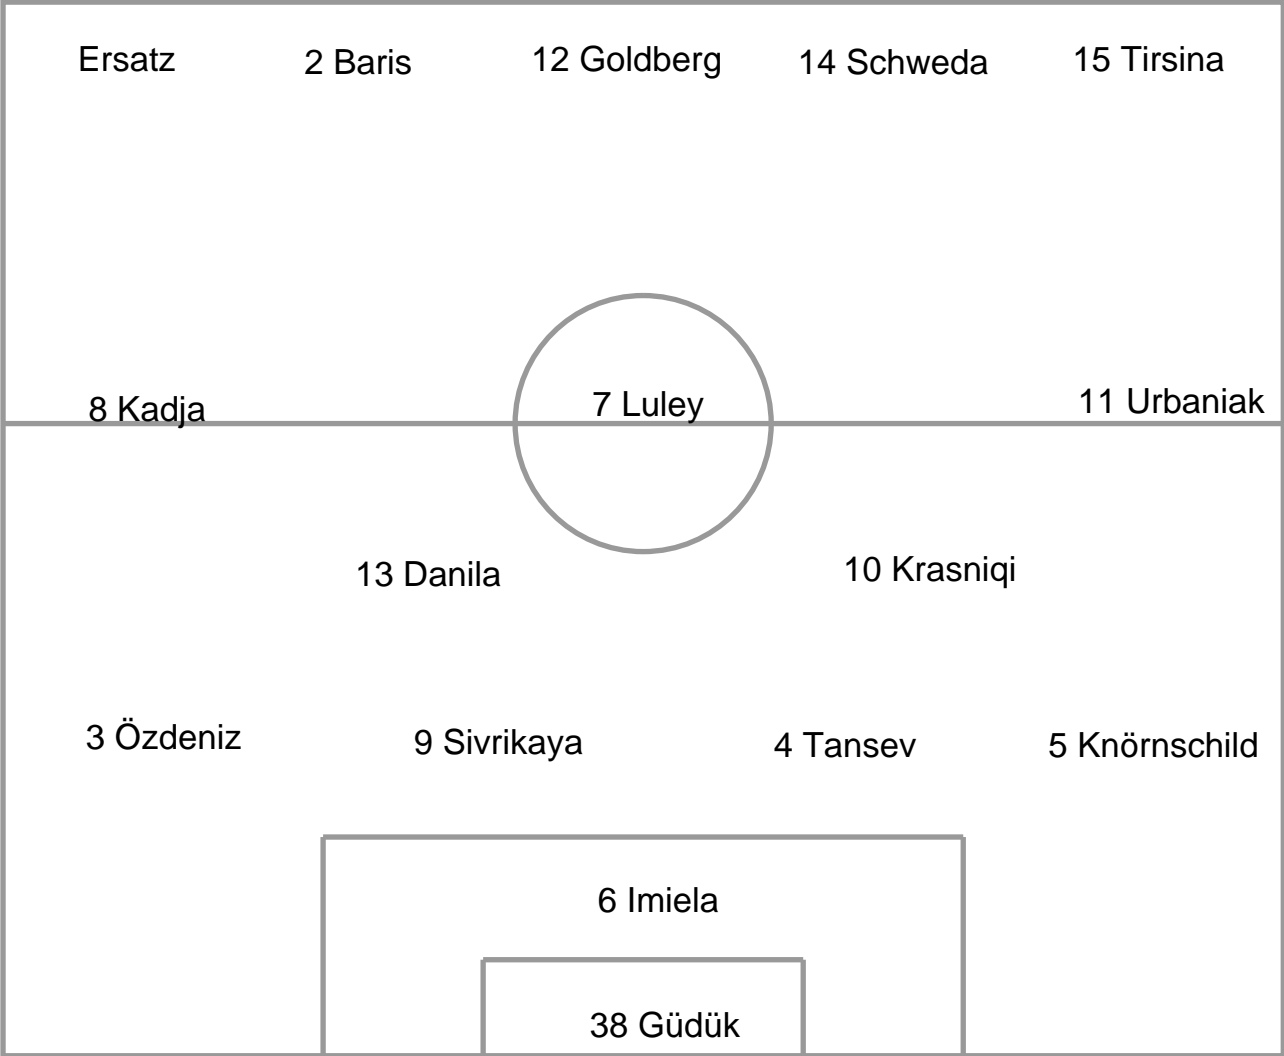 Ersatz 2 Baris 12 Goldberg 14 Schweda 15 Tirsina
8 Kadja 7 Luley 11 Urbaniak
13 Danila 10 Krasniqi
3 Özdeniz 9 Sivrikaya 4 Tansev 5 Knörnschild
6 Imiela
38 Güdük